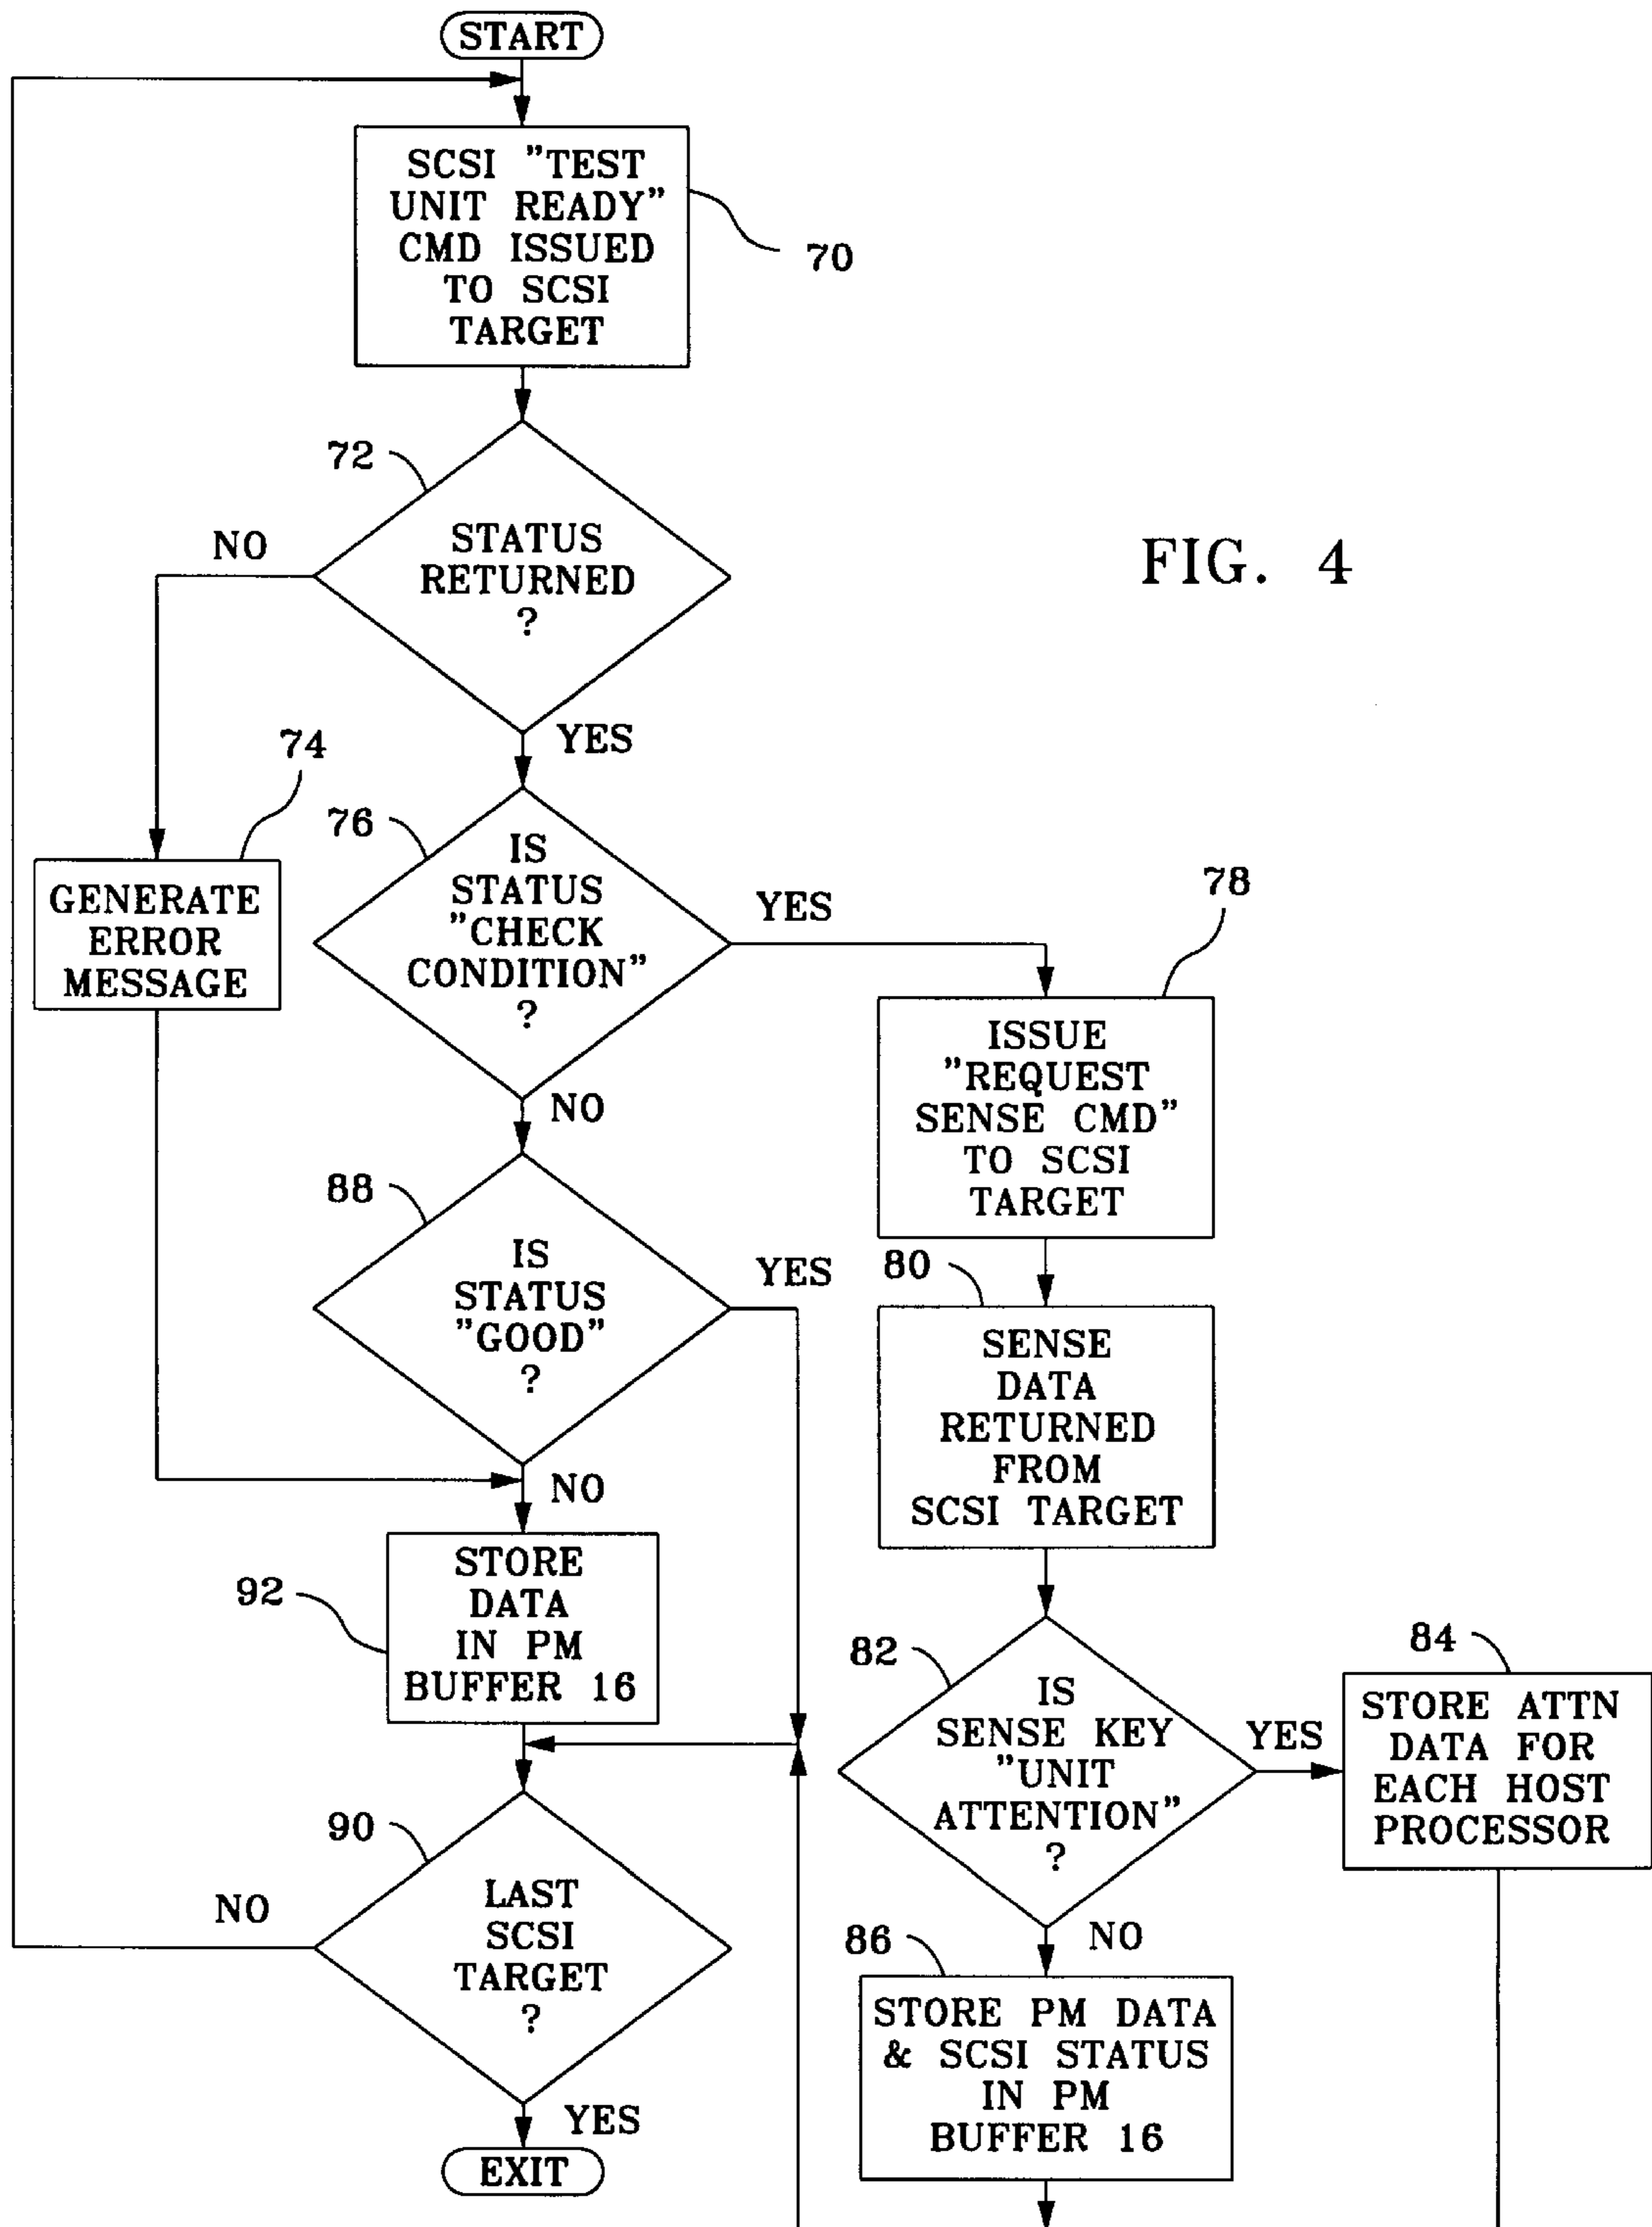 START
SCSI "TEST
UNIT READY"
CMD ISSUED
TO SCSI
TARGET
70
72
STATUS
RETURNED
?
NO
YES
FIG. 4
74
GENERATE
ERROR
MESSAGE
76
IS
STATUS
"CHECK
CONDITION"
?
YES
NO
78
ISSUE
"REQUEST
SENSE CMD"
TO SCSI
TARGET
88
IS
STATUS
"GOOD"
?
YES
NO
80
SENSE
DATA
RETURNED
FROM
SCSI TARGET
92
STORE
DATA
IN PM
BUFFER 16
82
IS
SENSE KEY
"UNIT
ATTENTION"
?
YES
NO
84
STORE ATTN
DATA FOR
EACH HOST
PROCESSOR
90
LAST
SCSI
TARGET
?
NO
YES
86
STORE PM DATA
& SCSI STATUS
IN PM
BUFFER 16
EXIT